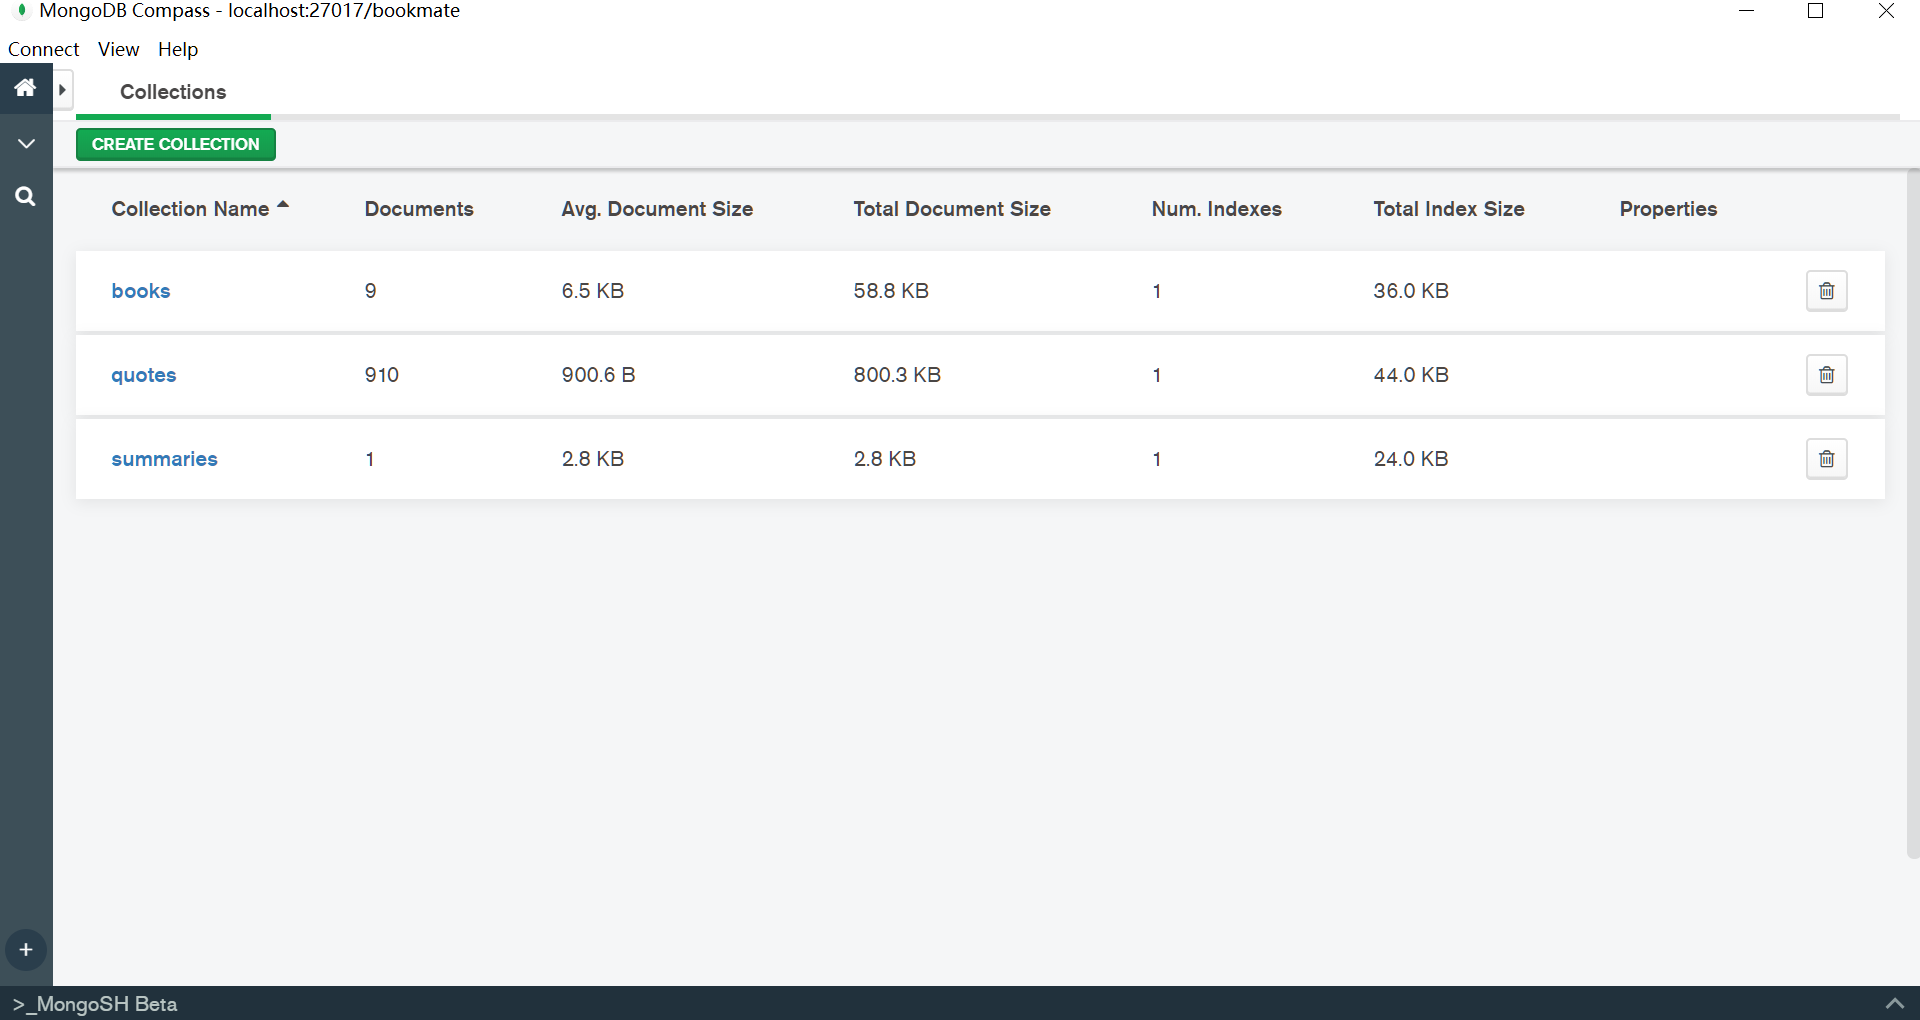 MongoDB Compass - localhost:27017/bookmate
Connect View Help
Collections
CREATE COLLECTION
Collection Name Documents Avg. Document Size Total Document Size Num. Indexes Total Index Size Properties
books 9 6.5 KB 58.8 KB 1 36.0 KB
quotes 910 900.6 B 800.3 KB 1 44.0 KB
summaries 1 2.8 KB 2.8 KB 1 24.0 KB
>_MongoSH Beta